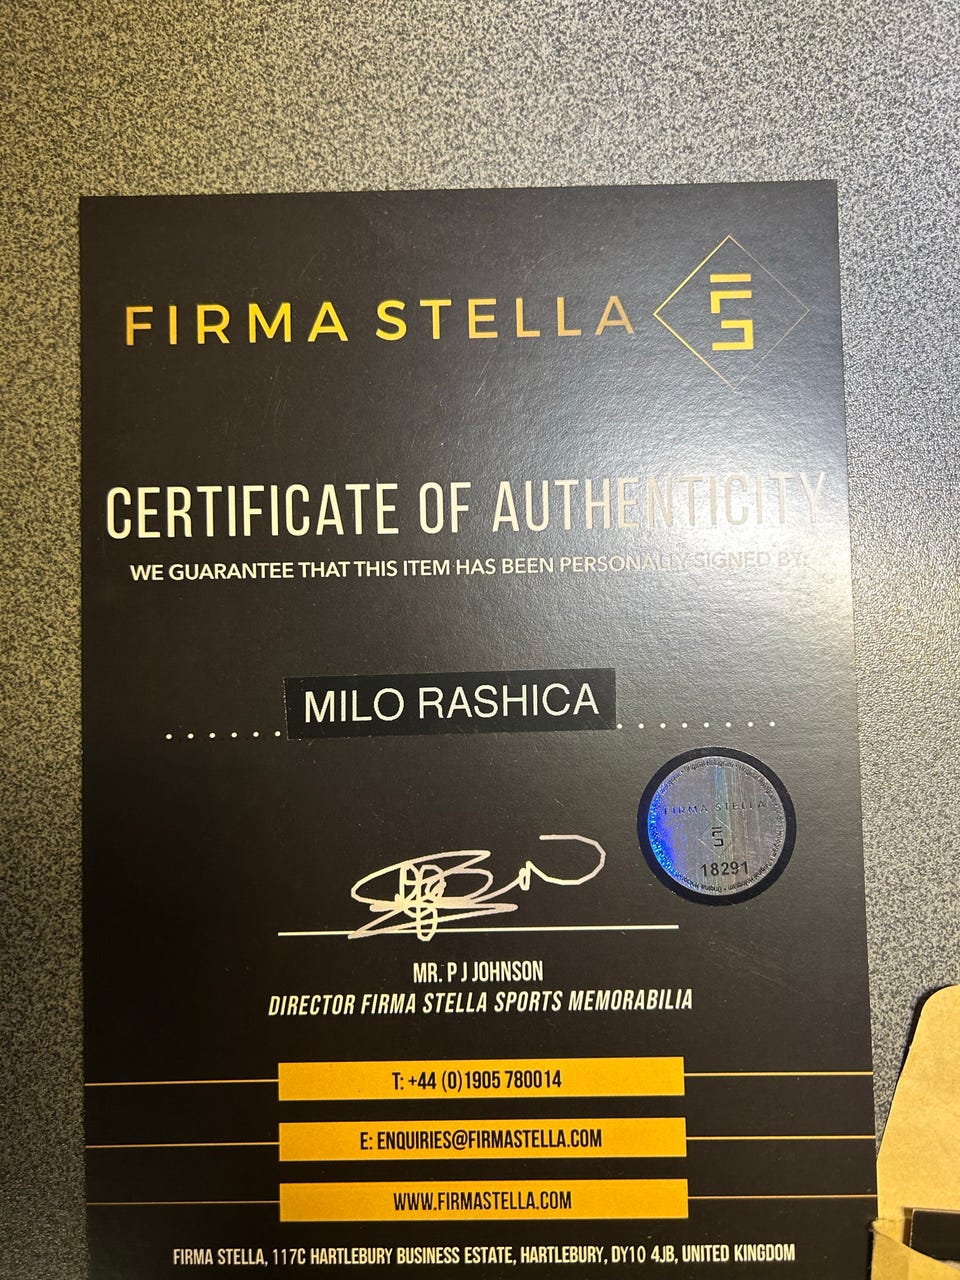 FIRMA STELLA
FS
CERTIFICATE OF AUTHENTICITY
WE GUARANTEE THAT THIS ITEM HAS BEEN PERSONALLY SIGNED BY:
MILO RASHICA
FIRMA STELLA
18291
MR. P J JOHNSON
DIRECTOR FIRMA STELLA SPORTS MEMORABILIA
T: +44 (0)1905 780014
E: ENQUIRIES@FIRMASTELLA.COM
WWW.FIRMASTELLA.COM
FIRMA STELLA, 117C HARTLEBURY BUSINESS ESTATE, HARTLEBURY, DY10 4JB, UNITED KINGDOM